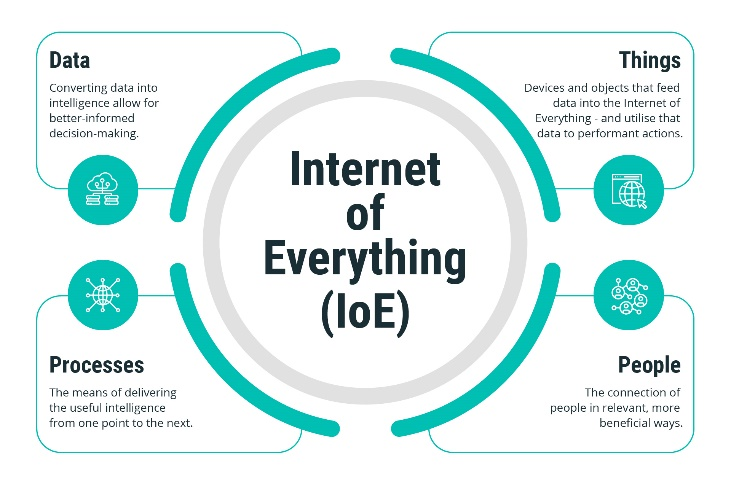 Data
Converting data into
intelligence allow for
better-informed
decision-making.
Things
Devices and objects that feed
data into the Internet of
Everything - and utilise that
data to performant actions.
Internet
of
Everything
(IoE)
Processes
The means of delivering
the useful intelligence
from one point to the next.
People
The connection of
people in relevant, more
beneficial ways.